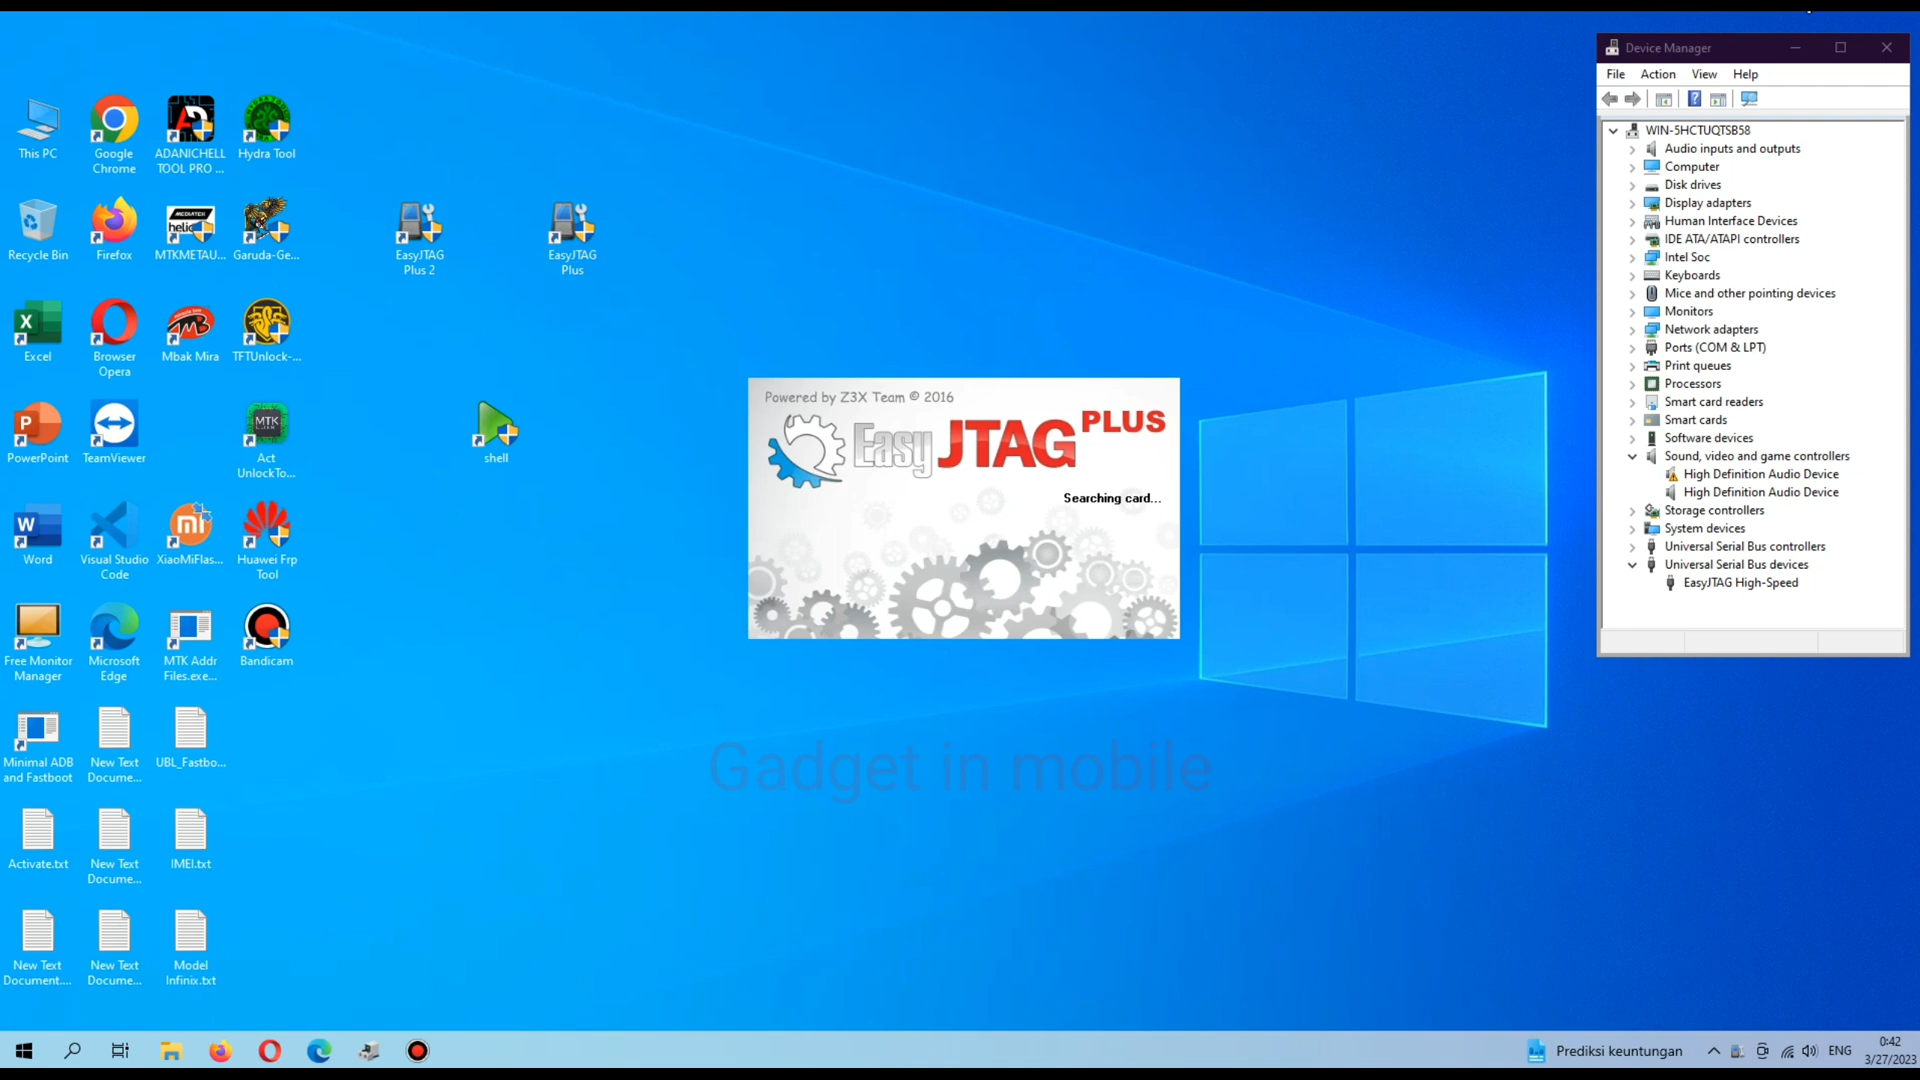 This PC
Google
Chrome
ADANICHELL
TOOL PRO ...
Hydra Tool
Recycle Bin
Firefox
MEDIATEK
helio
MTKMETAU...
Garuda-Ge...
EasyJTAG
Plus 2
EasyJTAG
Plus
Excel
Browser
Opera
Mbak Mira
TFTUnlock-...
PowerPoint
TeamViewer
MTK
Act
UnlockTo...
shell
Word
Visual Studio
Code
XiaoMiFlas...
Huawei Frp
Tool
Free Monitor
Manager
Microsoft
Edge
MTK Addr
Files.exe...
Bandicam
Minimal ADB
and Fastboot
New Text
Docume...
UBL_Fastbo...
Activate.txt
New Text
Docume...
IMEI.txt
New Text
Document....
New Text
Docume...
Model
Infinix.txt
Powered by Z3X Team © 2016
Easy JTAG PLUS
Searching card...
Gadget in mobile
Device Manager
File Action View Help
WIN-5HCTUQTSB58
Audio inputs and outputs
Computer
Disk drives
Display adapters
Human Interface Devices
IDE ATA/ATAPI controllers
Intel Soc
Keyboards
Mice and other pointing devices
Monitors
Network adapters
Ports (COM & LPT)
Print queues
Processors
Smart card readers
Smart cards
Software devices
Sound, video and game controllers
High Definition Audio Device
High Definition Audio Device
Storage controllers
System devices
Universal Serial Bus controllers
Universal Serial Bus devices
EasyJTAG High-Speed
Prediksi keuntungan
ENG
0:42
3/27/2023